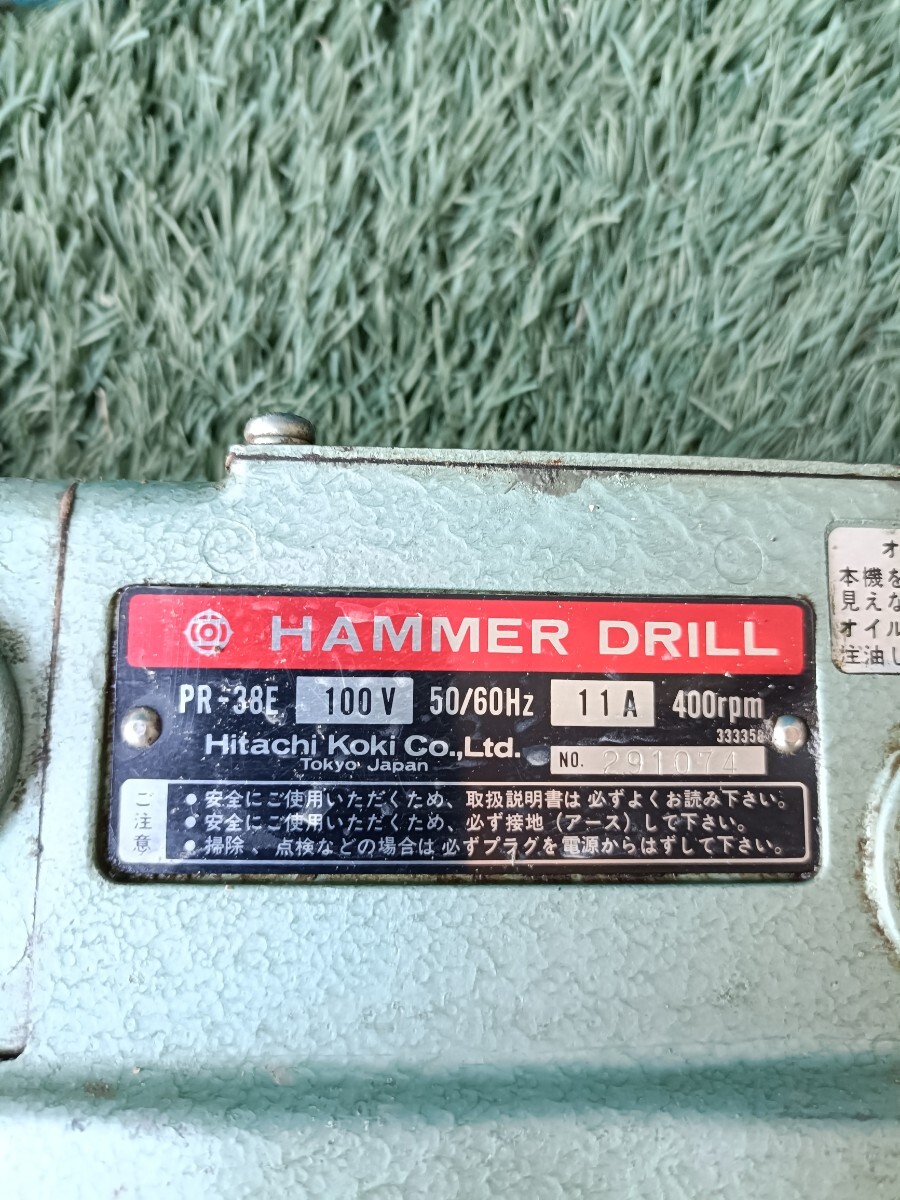 HAMMER DRILL
PR-38E 100V 50/60Hz 11A 400rpm
Hitachi Koki Co.,Ltd.
Tokyo Japan
333358
NO. 291074
ご注意
●安全にご使用いただくため、取扱説明書は必ずよくお読み下さい。
●安全にご使用いただくため、必ず接地(アース)して下さい。
●掃除、点検などの場合は必ずプラグを電源からはずして下さい。
オ
本機を
見えな
オイル
注油し